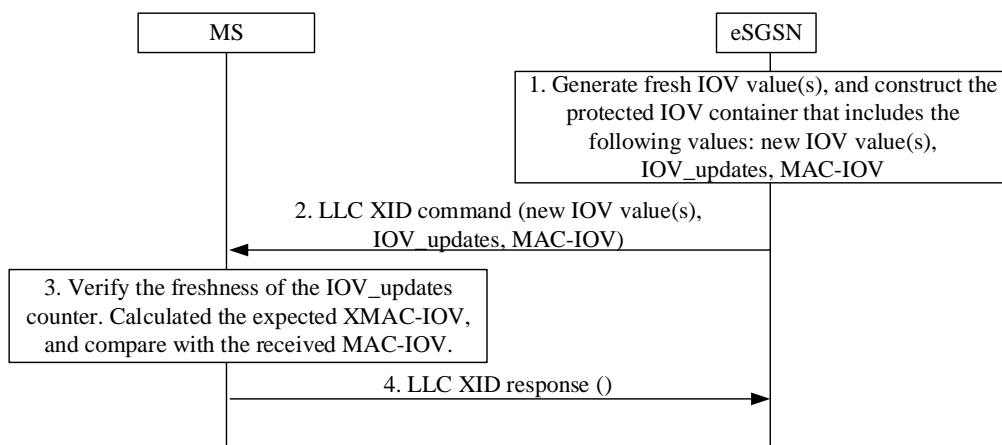 MS
eSGSN
1. Generate fresh IOV value(s), and construct the
protected IOV container that includes the
following values: new IOV value(s),
IOV_updates, MAC-IOV
2. LLC XID command (new IOV value(s),
IOV_updates, MAC-IOV)
3. Verify the freshness of the IOV_updates
counter. Calculated the expected XMAC-IOV,
and compare with the received MAC-IOV.
4. LLC XID response ()